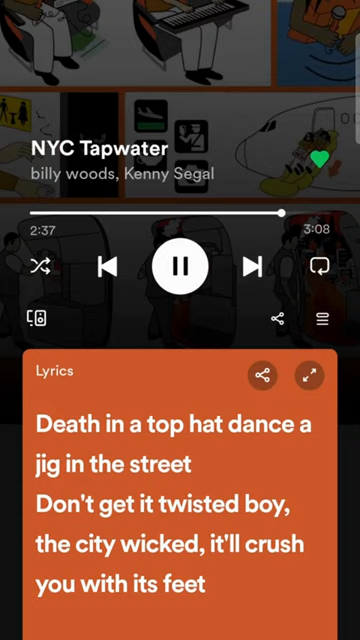 NYC Tapwater
billy woods, Kenny Segal
2:37
3:08
Lyrics
Death in a top hat dance a
jig in the street
Don't get it twisted boy,
the city wicked, it'll crush
you with its feet